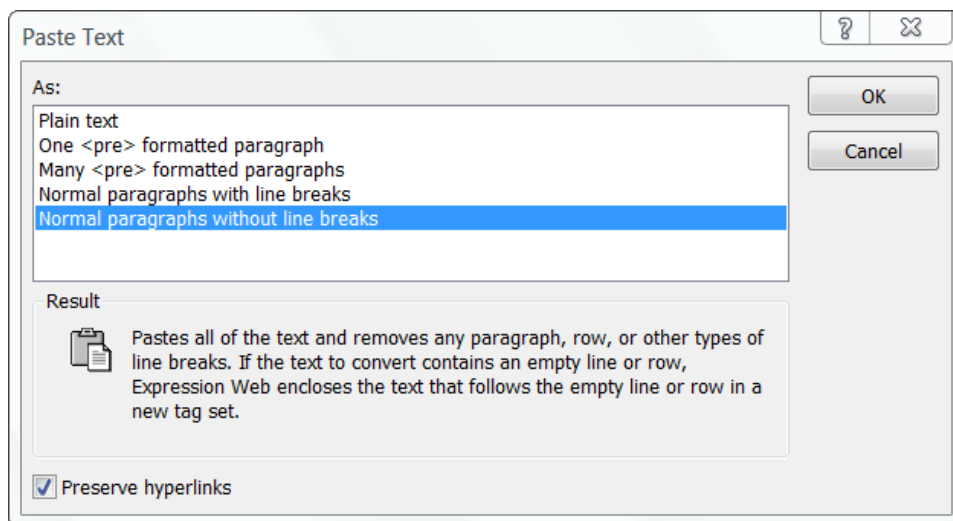 Paste Text
As:
OK
Cancel
Plain text
One <pre> formatted paragraph
Many <pre> formatted paragraphs
Normal paragraphs with line breaks
Normal paragraphs without line breaks
Result
Pastes all of the text and removes any paragraph, row, or other types of
line breaks. If the text to convert contains an empty line or row,
Expression Web encloses the text that follows the empty line or row in a
new tag set.
Preserve hyperlinks